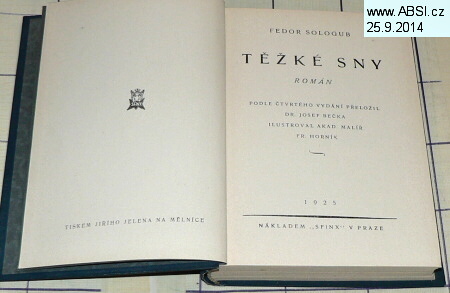 www.ABSI.cz
25.9.2014
FEDOR SOLOGUB
TĚŽKÉ SNY
ROMÁN
PODLE ČTVRTÉHO VYDÁNÍ PŘELOŽIL
DR. JOSEF BEČKA
ILUSTROVAL AKAD. MALÍŘ
FR. HORNÍK
1925
NÁKLADEM „SFINX" V PRAZE
TISKEM JIŘÍHO JELENA NA MĚLNÍCE